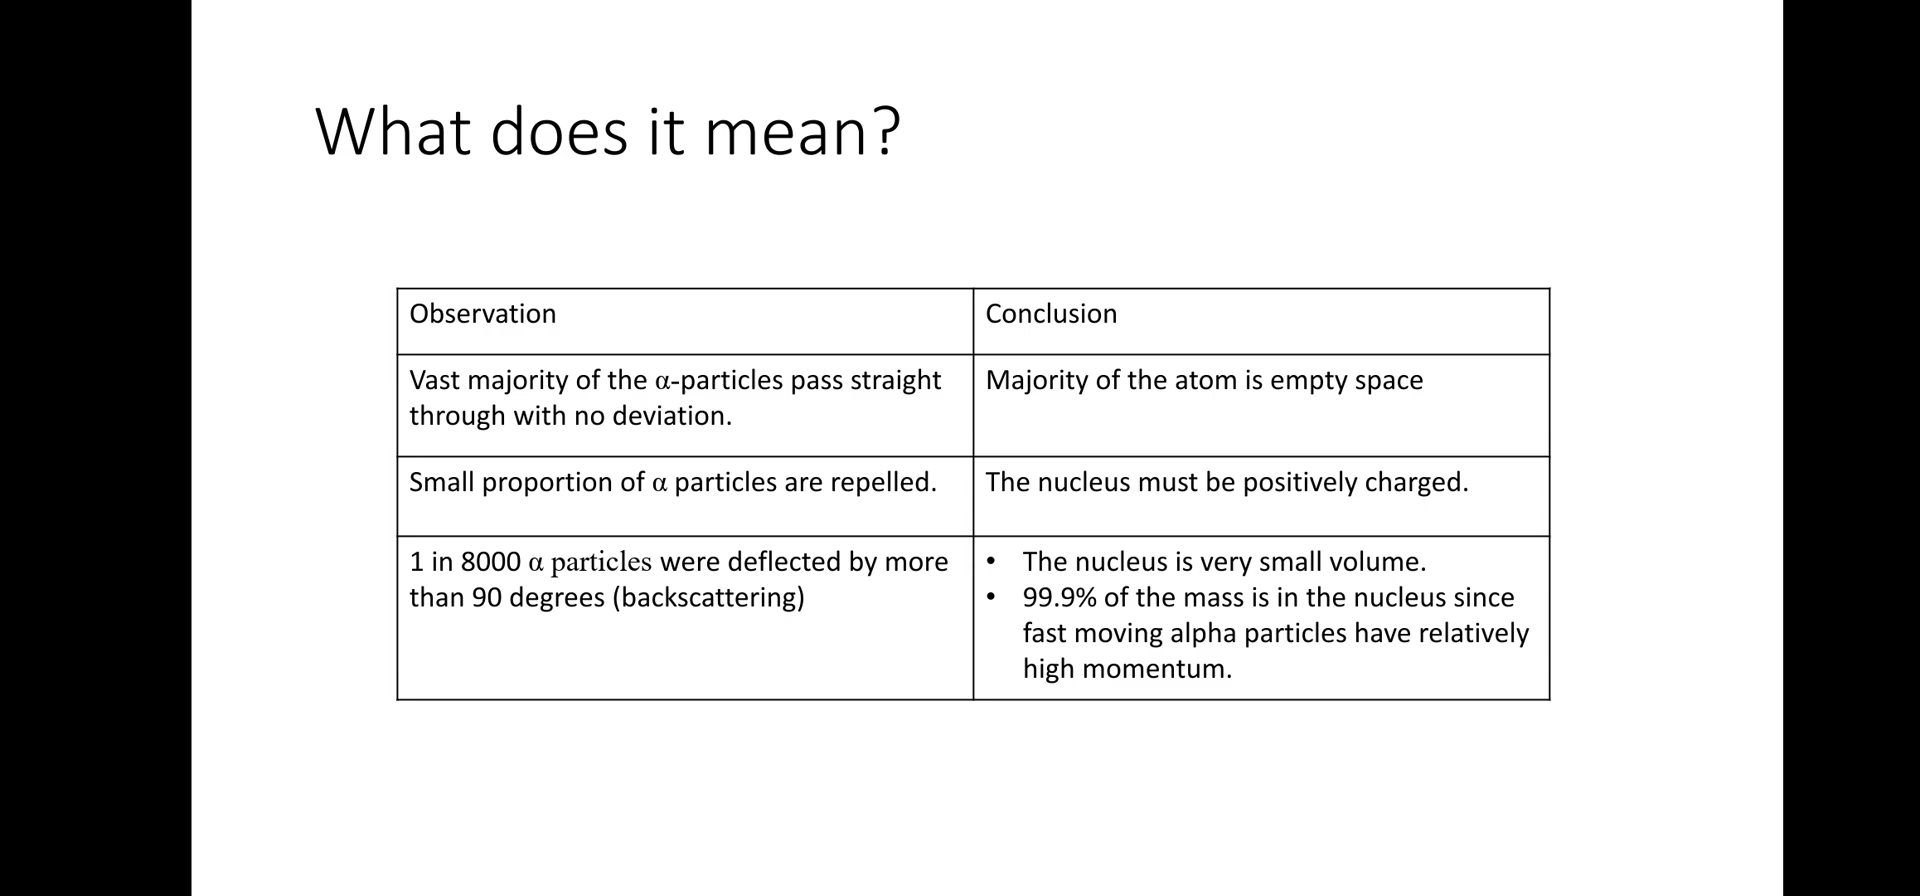 What does it mean?
Observation
Conclusion
Vast majority of the α-particles pass straight
through with no deviation.
Majority of the atom is empty space
Small proportion of α particles are repelled.
The nucleus must be positively charged.
1 in 8000 α particles were deflected by more
than 90 degrees (backscattering)
• The nucleus is very small volume.
• 99.9% of the mass is in the nucleus since
fast moving alpha particles have relatively
high momentum.